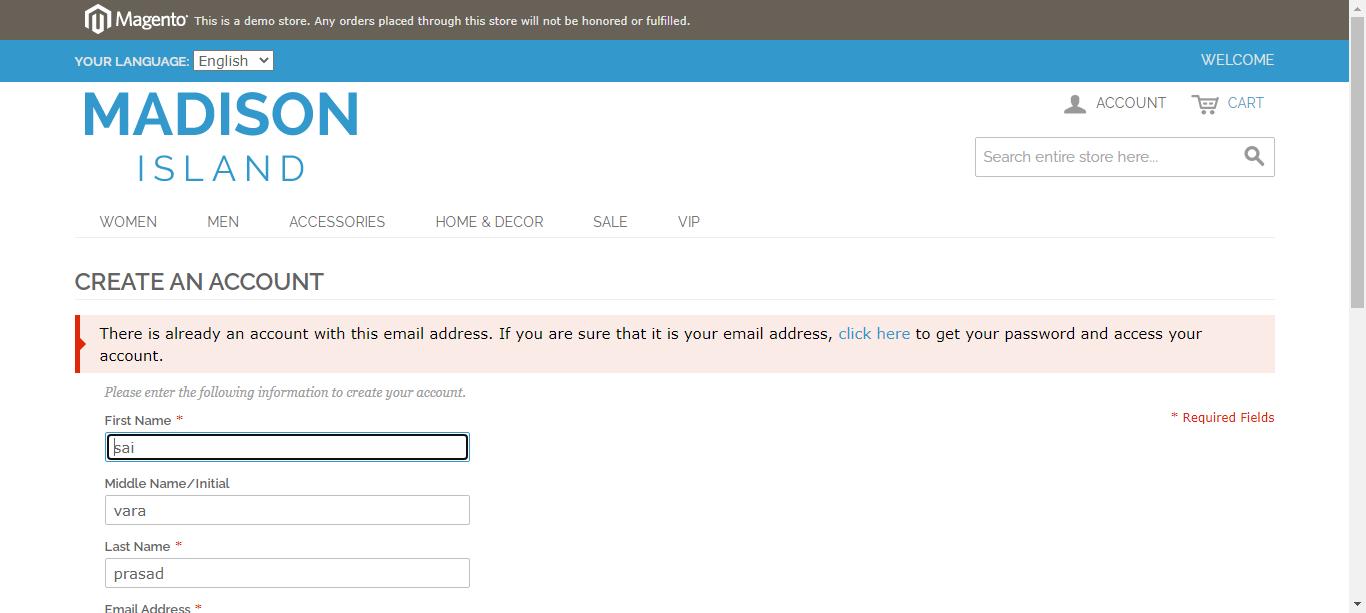 Magento This is a demo store. Any orders placed through this store will not be honored or fulfilled.
YOUR LANGUAGE: English WELCOME
MADISON
ISLAND
ACCOUNT CART
Search entire store here...
WOMEN MEN ACCESSORIES HOME & DECOR SALE VIP
CREATE AN ACCOUNT
There is already an account with this email address. If you are sure that it is your email address, click here to get your password and access your
account.
Please enter the following information to create your account.
* Required Fields
First Name *
sai
Middle Name/Initial
vara
Last Name *
prasad
Email Address *